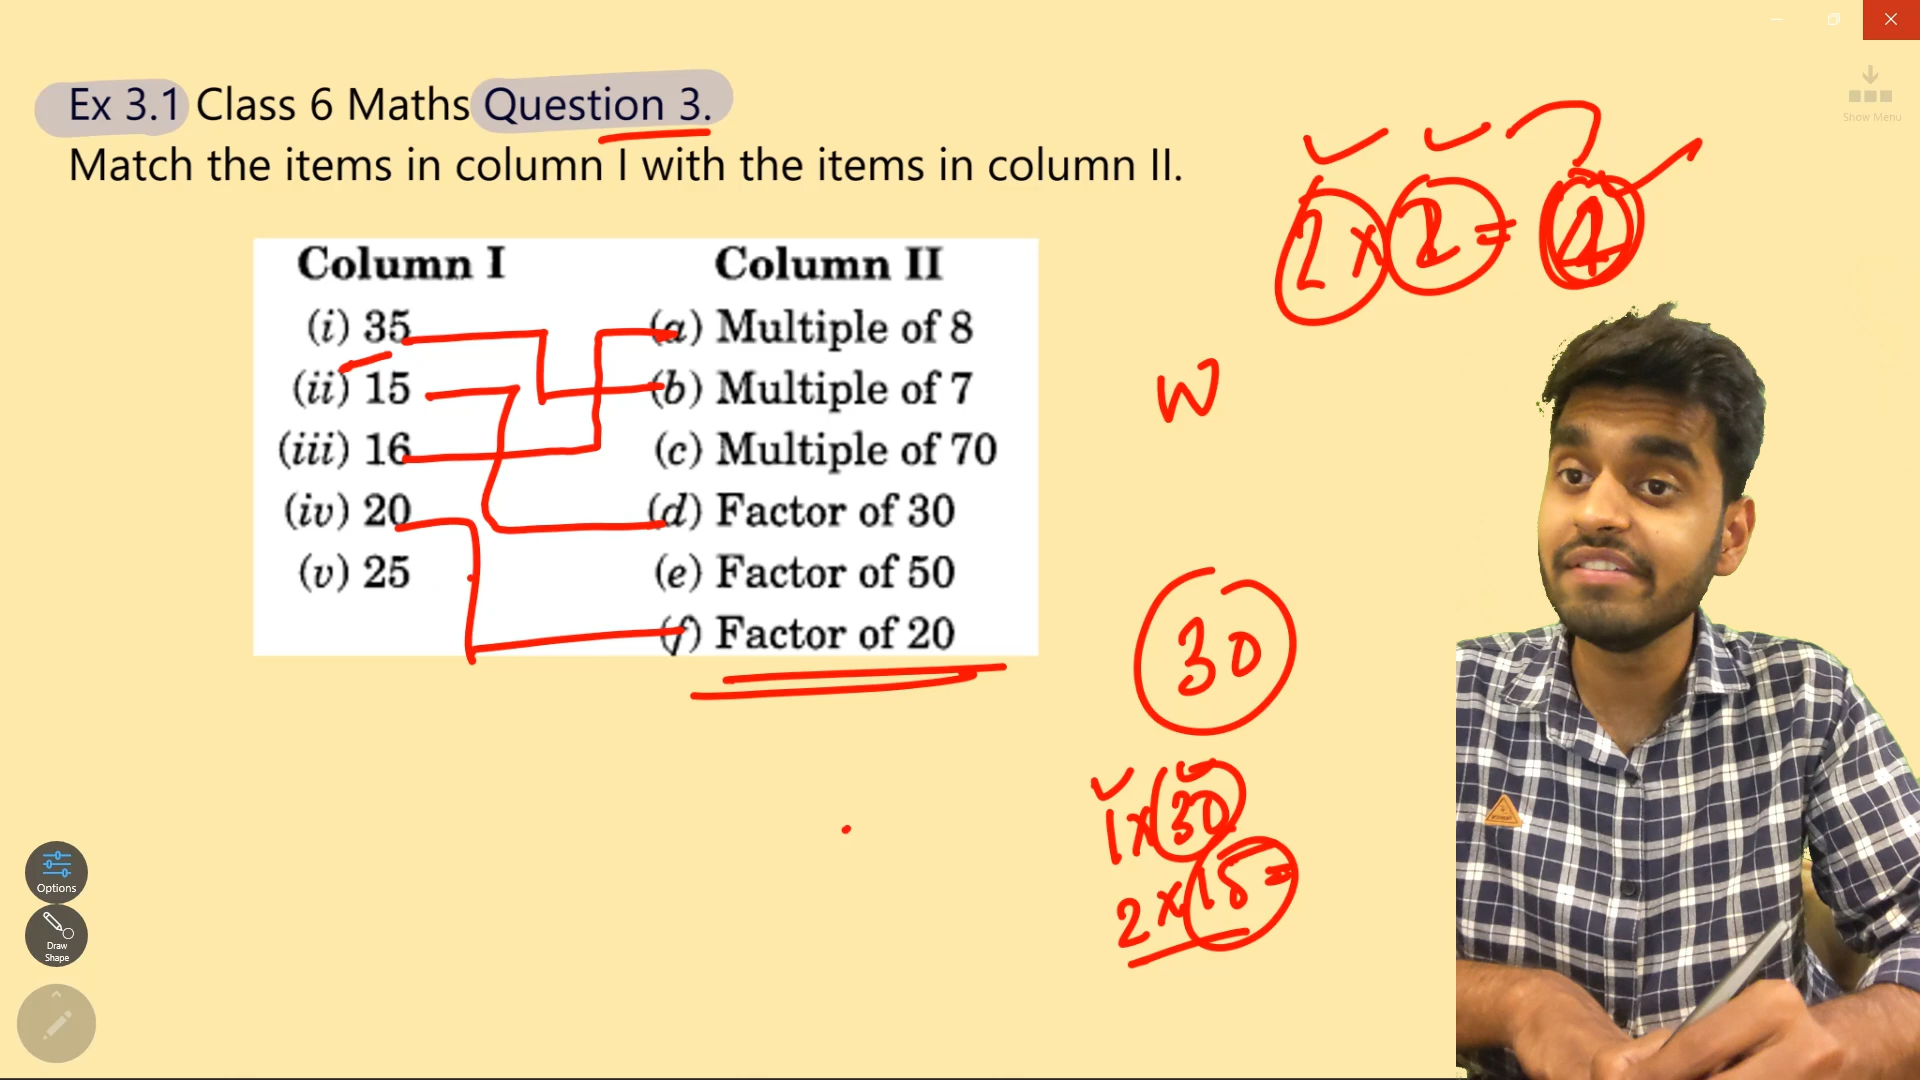 Ex 3.1 Class 6 Maths Question 3.
Match the items in column I with the items in column II.
Column I Column II
(i) 35 (a) Multiple of 8
(ii) 15 (b) Multiple of 7
(iii) 16 (c) Multiple of 70
(iv) 20 (d) Factor of 30
(v) 25 (e) Factor of 50
(f) Factor of 20
2 × 2 = 4
W
30
1 × 30
2 × 15 =
Show Menu
Options
Draw
Shape